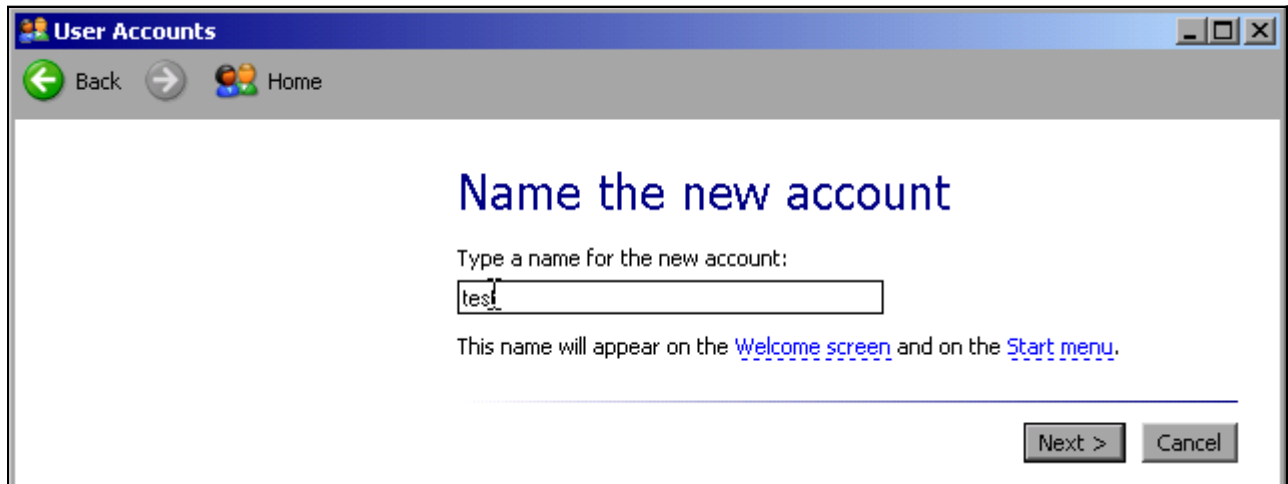 User Accounts
Back Home
Name the new account
Type a name for the new account:
test
This name will appear on the Welcome screen and on the Start menu.
Next > Cancel